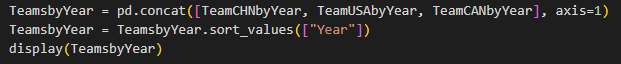 TeamsbyYear = pd.concat([TeamCHNbyYear, TeamUSAbyYear, TeamCANbyYear], axis=1)
TeamsbyYear = TeamsbyYear.sort_values(["Year"])
display(TeamsbyYear)